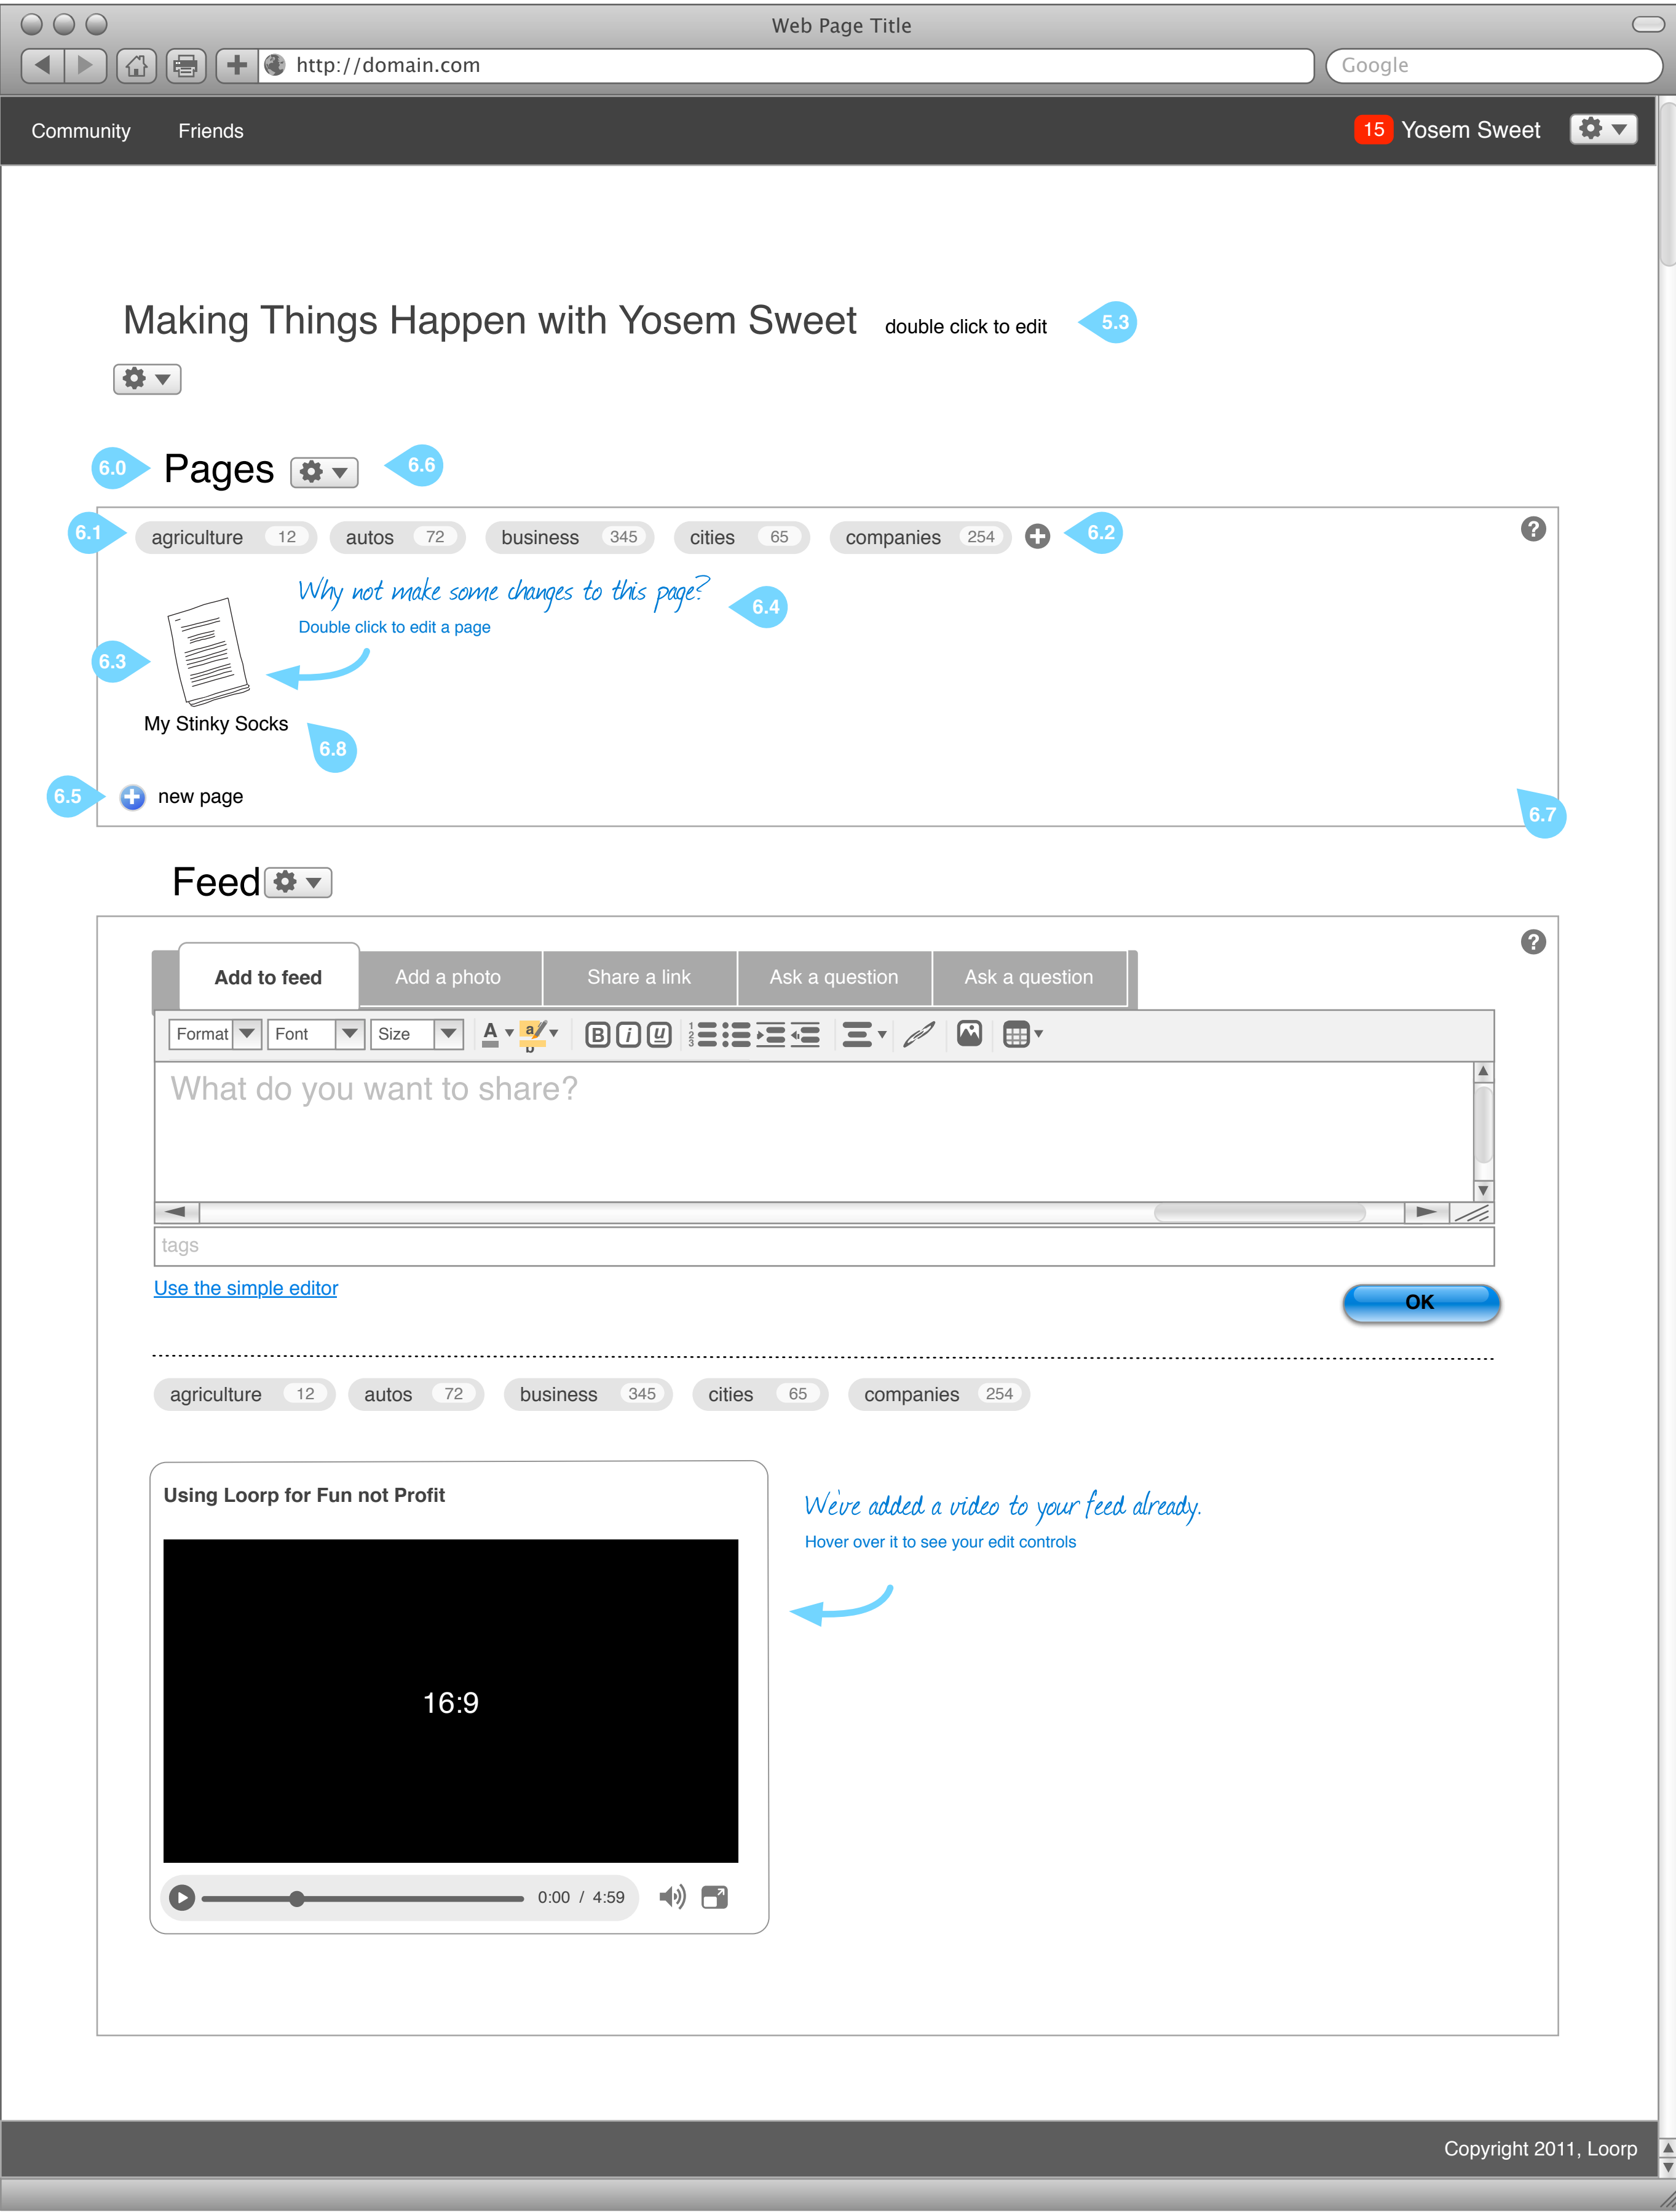 Web Page Title
http://domain.com
Google
Community Friends 15 Yosem Sweet
Making Things Happen with Yosem Sweet double click to edit 5.3
6.0 Pages 6.6
6.1 agriculture 12 autos 72 business 345 cities 65 companies 254 6.2
Why not make some changes to this page? 6.4
Double click to edit a page
6.3
My Stinky Socks
6.8
6.5 new page
6.7
Feed
Add to feed Add a photo Share a link Ask a question Ask a question
Format Font Size
What do you want to share?
tags
Use the simple editor
OK
agriculture 12 autos 72 business 345 cities 65 companies 254
Using Loorp for Fun not Profit
We've added a video to your feed already.
Hover over it to see your edit controls
16:9
0:00 / 4:59
Copyright 2011, Loorp